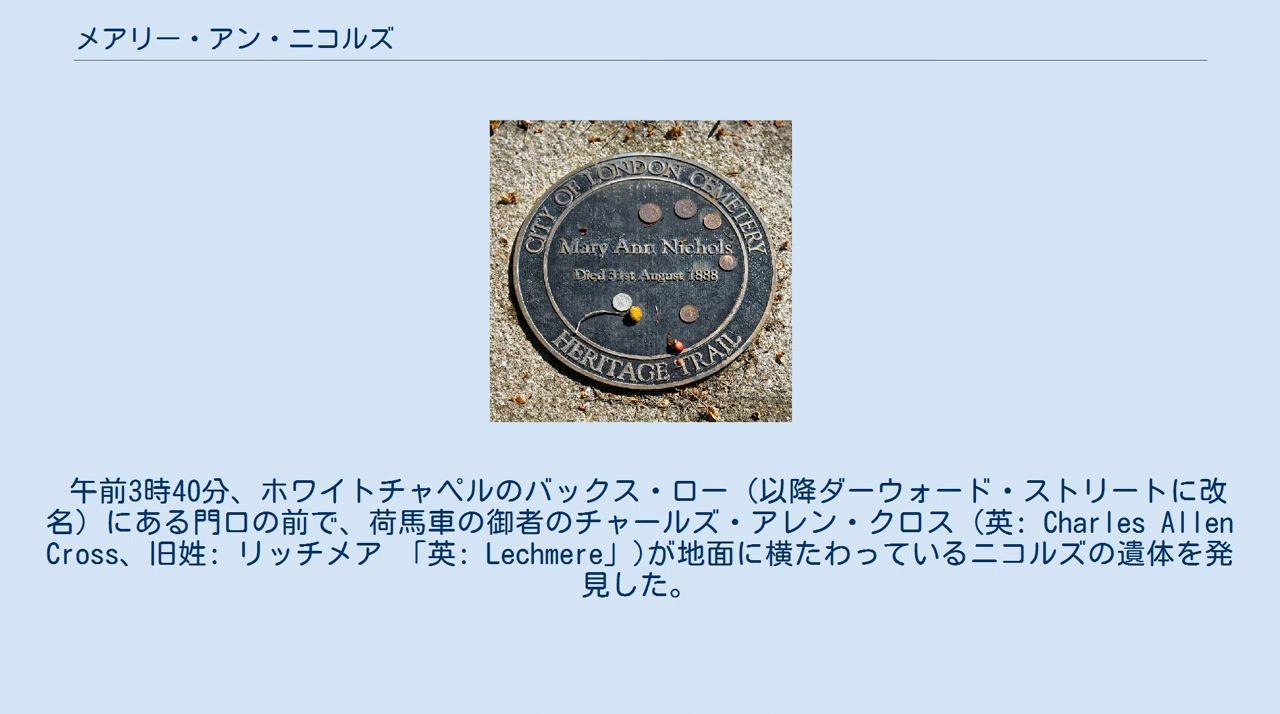 メアリー・アン・ニコルズ
CITY OF LONDON CEMETERY
Mary Ann Nichols
Died 31st August 1888
HERITAGE TRAIL
午前3時40分、ホワイトチャペルのバックス・ロー（以降ダーウォード・ストリートに改
名）にある門口の前で、荷馬車の御者のチャールズ・アレン・クロス（英: Charles Allen
Cross、旧姓: リッチメア 「英: Lechmere」)が地面に横たわっているニコルズの遺体を発
見した。